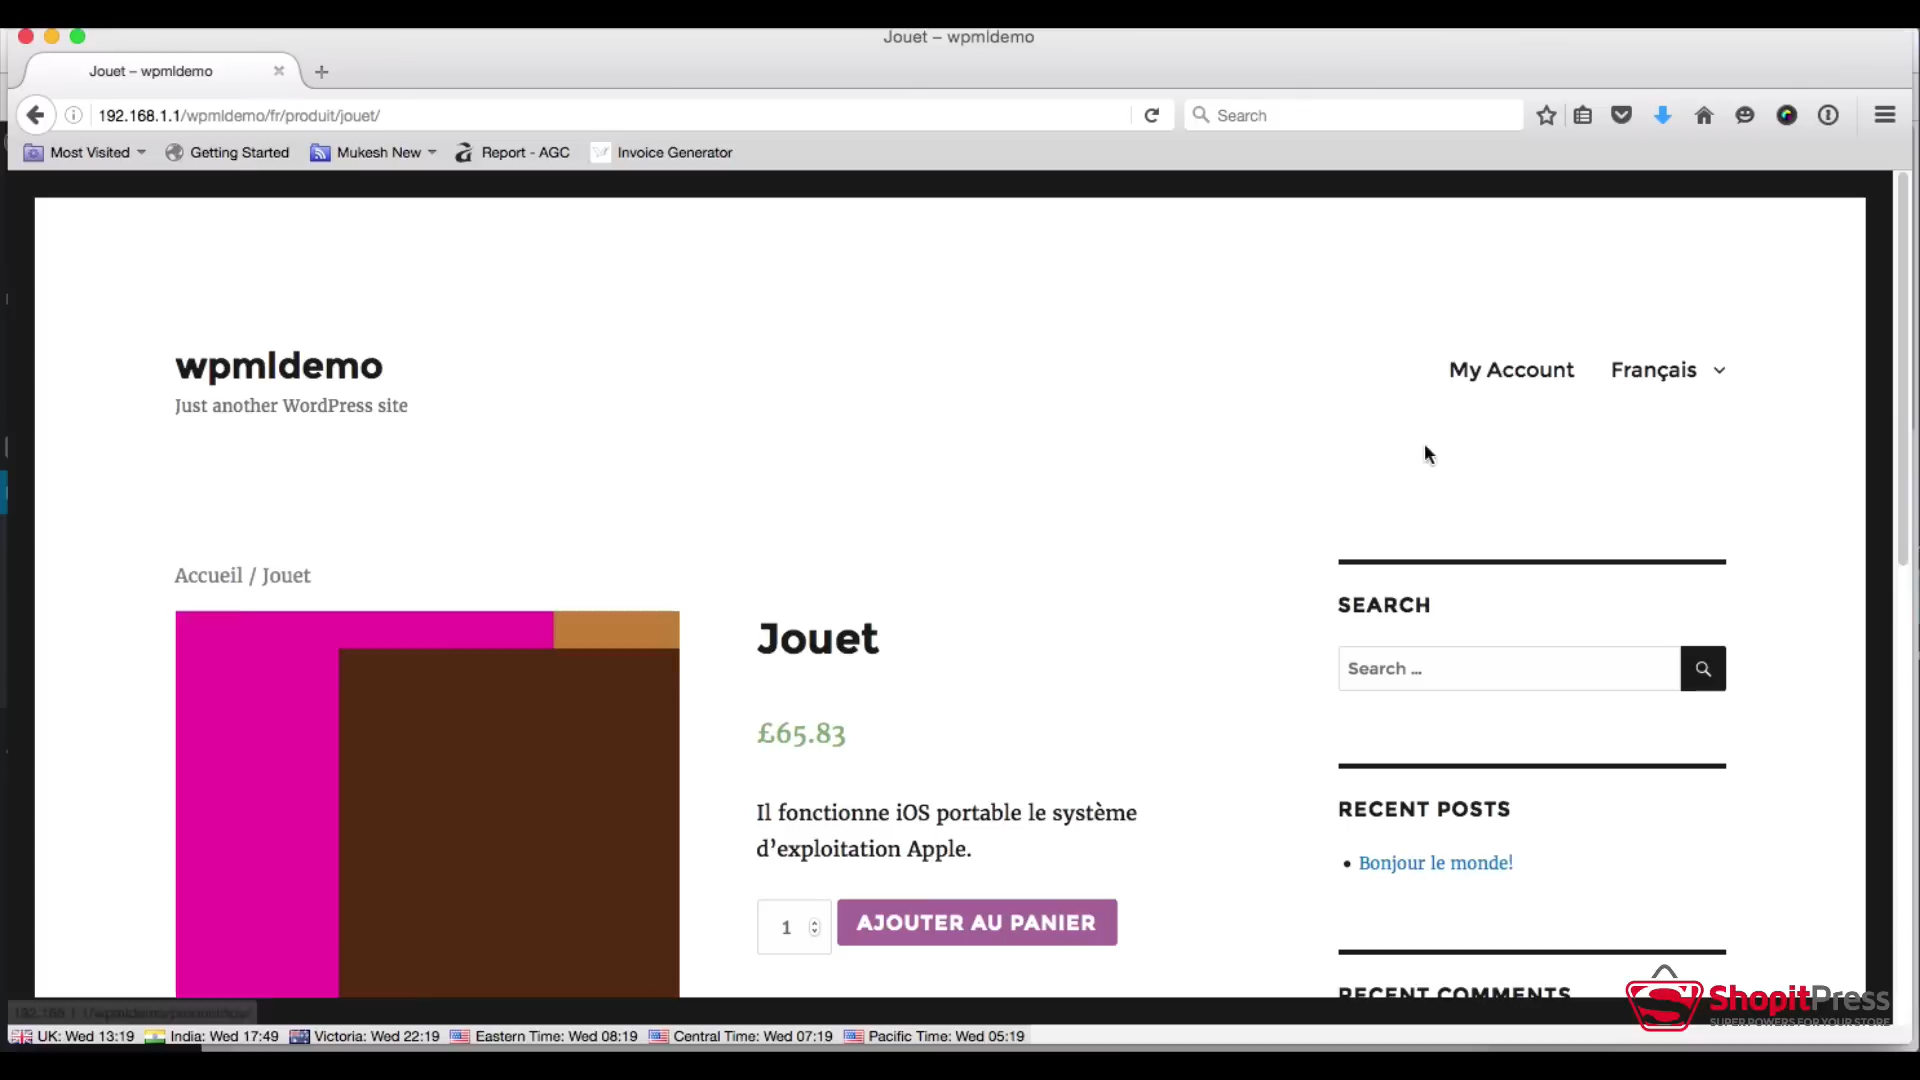 Jouet – wpmldemo
Jouet – wpmldemo
192.168.1.1/wpmldemo/fr/produit/jouet/
Search
Most Visited
Getting Started
Mukesh New
Report - AGC
Invoice Generator
wpmldemo
Just another WordPress site
My Account
Français
Accueil / Jouet
Jouet
£65.83
Il fonctionne iOS portable le système
d’exploitation Apple.
1
AJOUTER AU PANIER
SEARCH
Search ...
RECENT POSTS
Bonjour le monde!
RECENT COMMENTS
ShopitPress
SUPER POWERS FOR YOUR STORE
UK: Wed 13:19
India: Wed 17:49
Victoria: Wed 22:19
Eastern Time: Wed 08:19
Central Time: Wed 07:19
Pacific Time: Wed 05:19